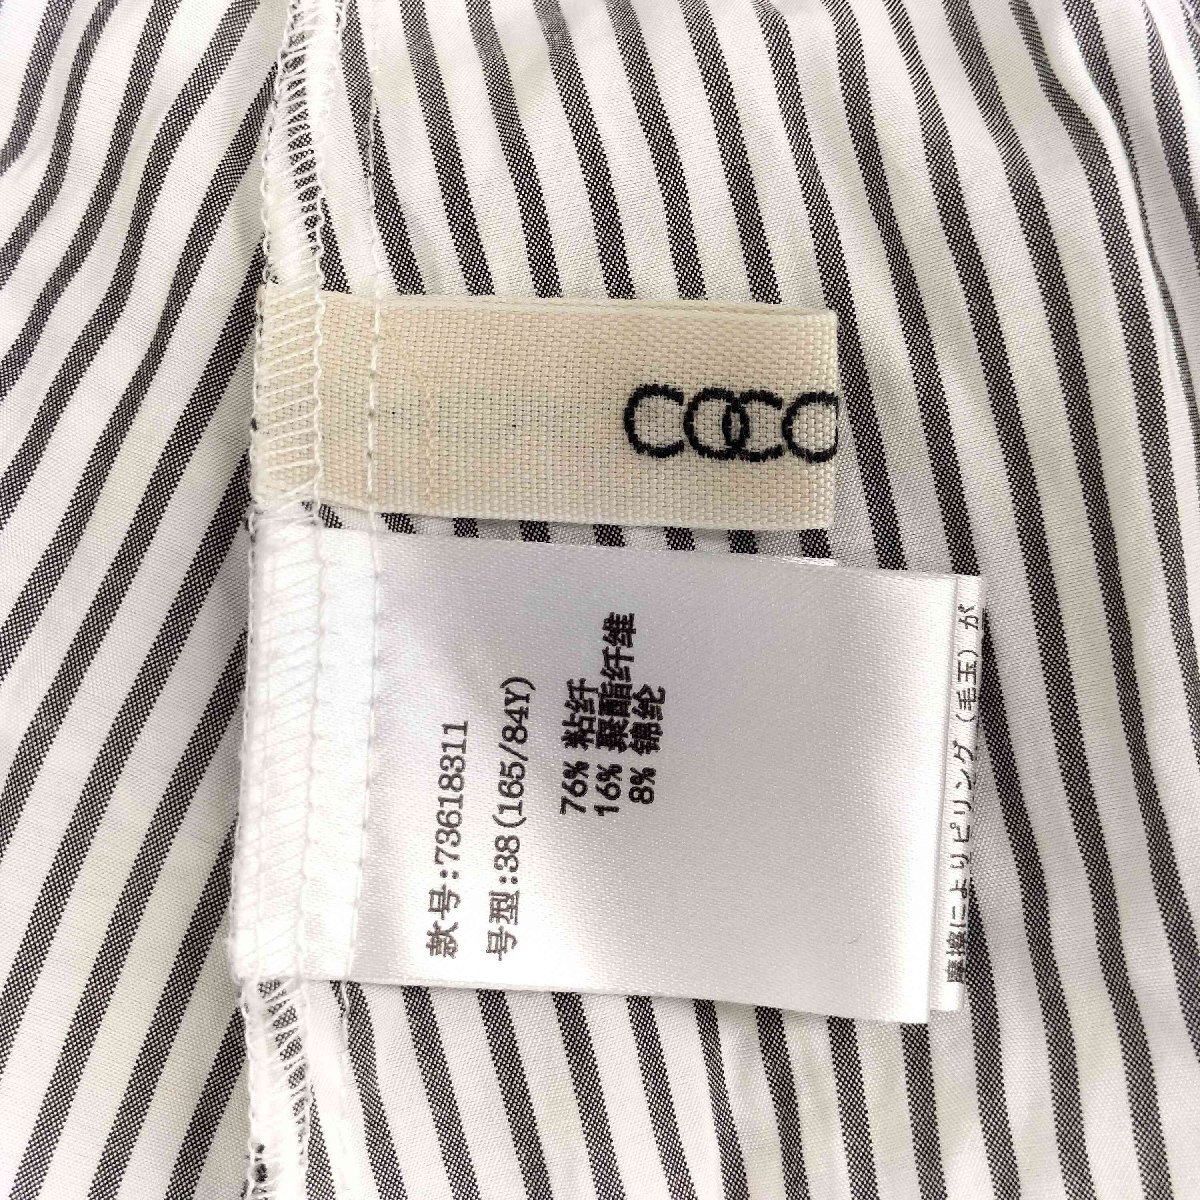 COCO
款号:73618311
号型:38(165/84Y)
76% 粘纤
16% 聚酯纤维
8% 锦纶
摩擦によりピリング（毛玉）が